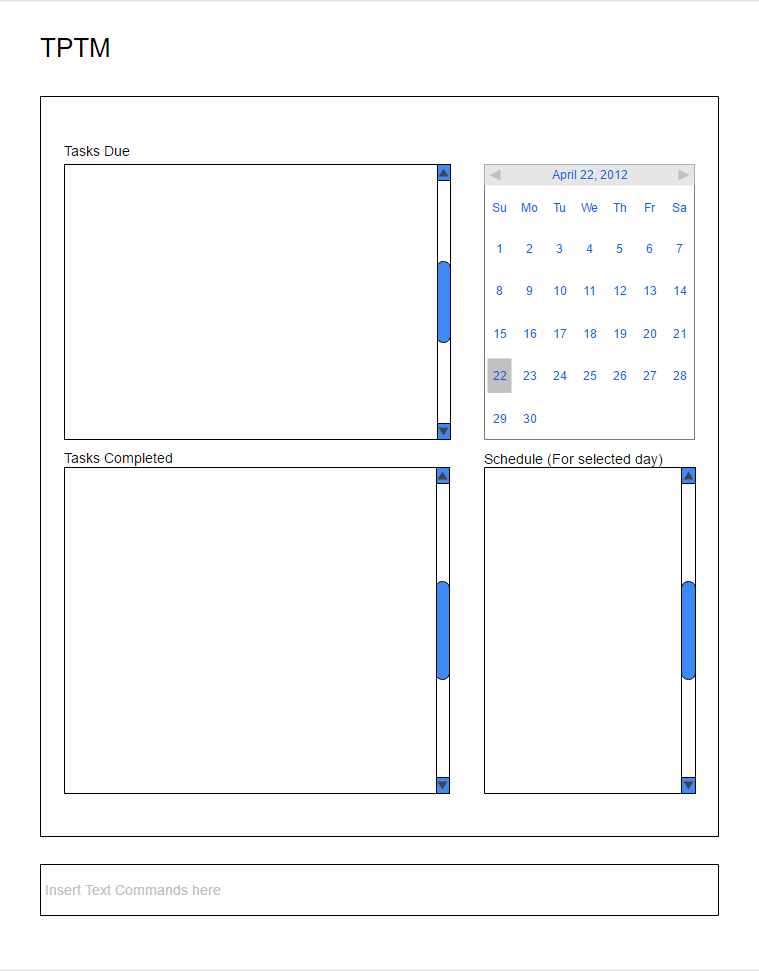 TPTM
Tasks Due
April 22, 2012
Su Mo Tu We Th Fr Sa
1 2 3 4 5 6 7
8 9 10 11 12 13 14
15 16 17 18 19 20 21
22 23 24 25 26 27 28
29 30
Tasks Completed
Schedule (For selected day)
Insert Text Commands here